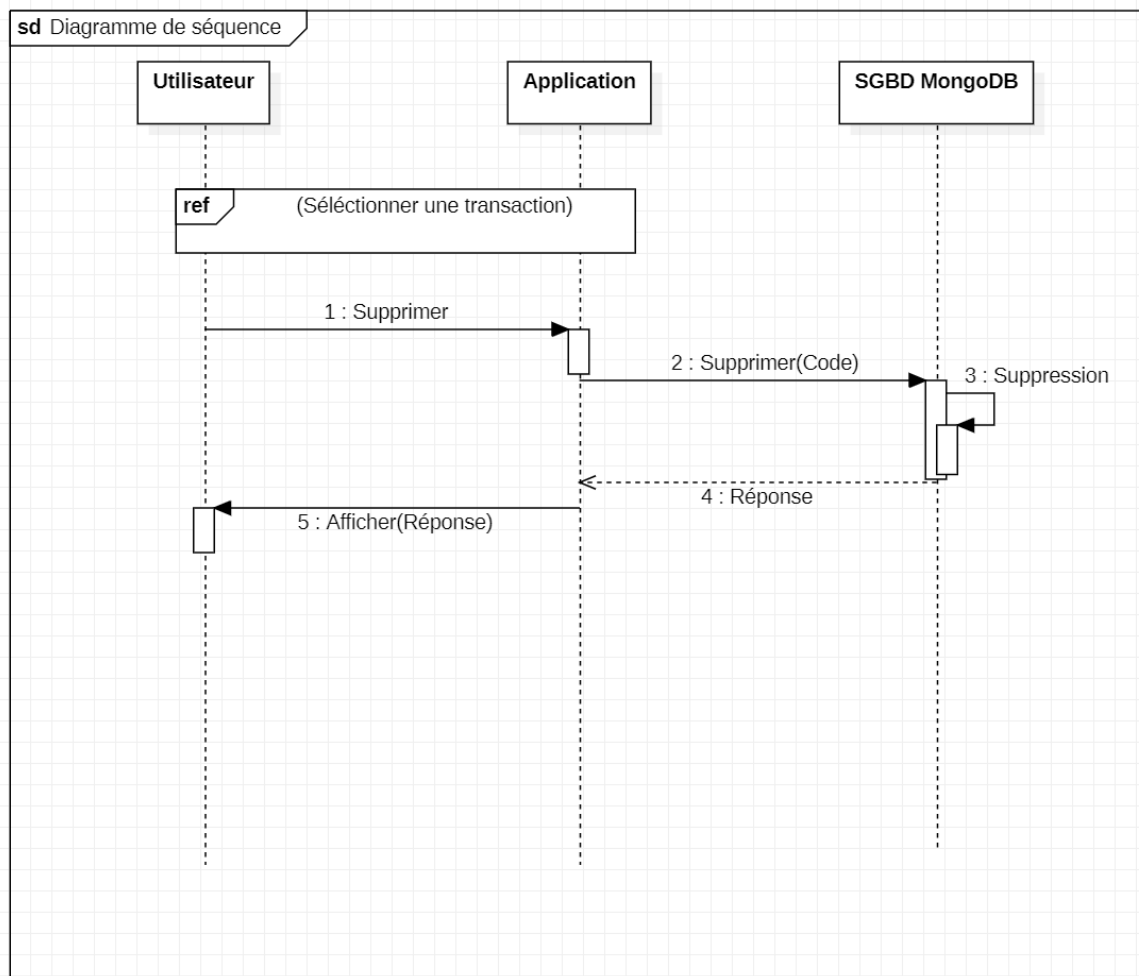 sd Diagramme de séquence
Utilisateur
Application
SGBD MongoDB
ref
(Séléctionner une transaction)
1 : Supprimer
2 : Supprimer(Code)
3 : Suppression
4 : Réponse
5 : Afficher(Réponse)